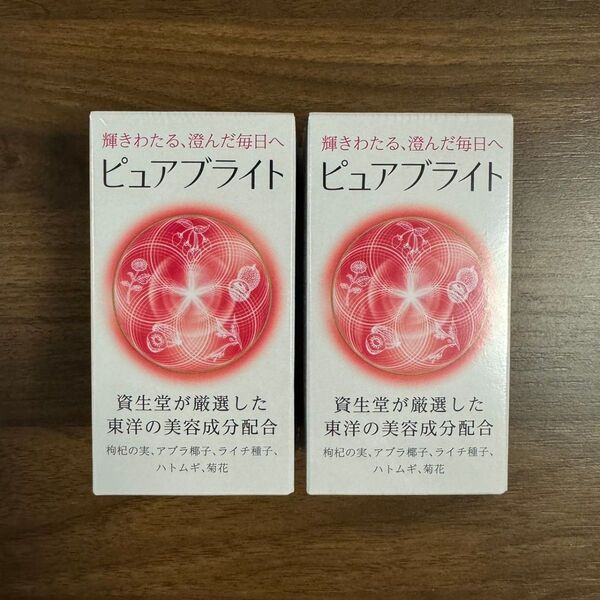 輝きわたる、澄んだ毎日へ
ピュアブライト
資生堂が厳選した
東洋の美容成分配合
枸杞の実、アブラ椰子、ライチ種子、
ハトムギ、菊花
輝きわたる、澄んだ毎日へ
ピュアブライト
資生堂が厳選した
東洋の美容成分配合
枸杞の実、アブラ椰子、ライチ種子、
ハトムギ、菊花